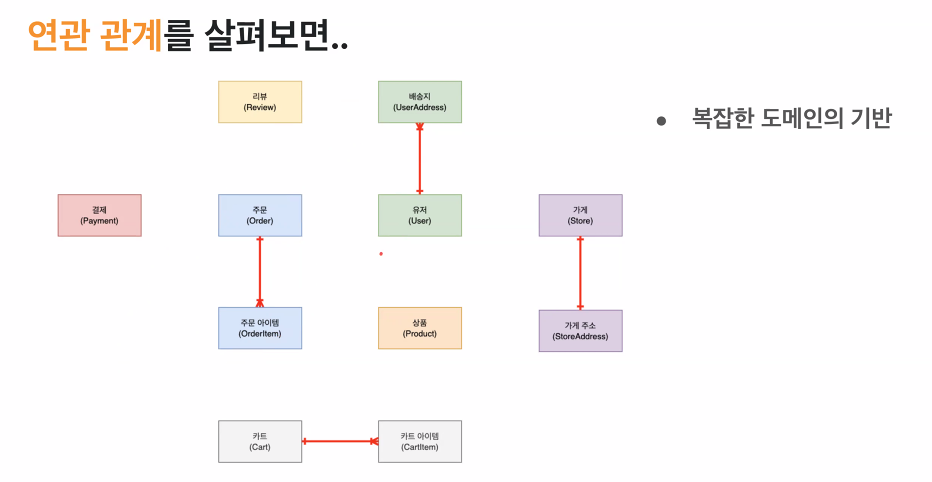 연관 관계를 살펴보면..
리뷰
(Review)
배송지
(UserAddress)
● 복잡한 도메인의 기반
결제
(Payment)
주문
(Order)
유저
(User)
가게
(Store)
주문 아이템
(OrderItem)
상품
(Product)
가게 주소
(StoreAddress)
카트
(Cart)
카트 아이템
(CartItem)